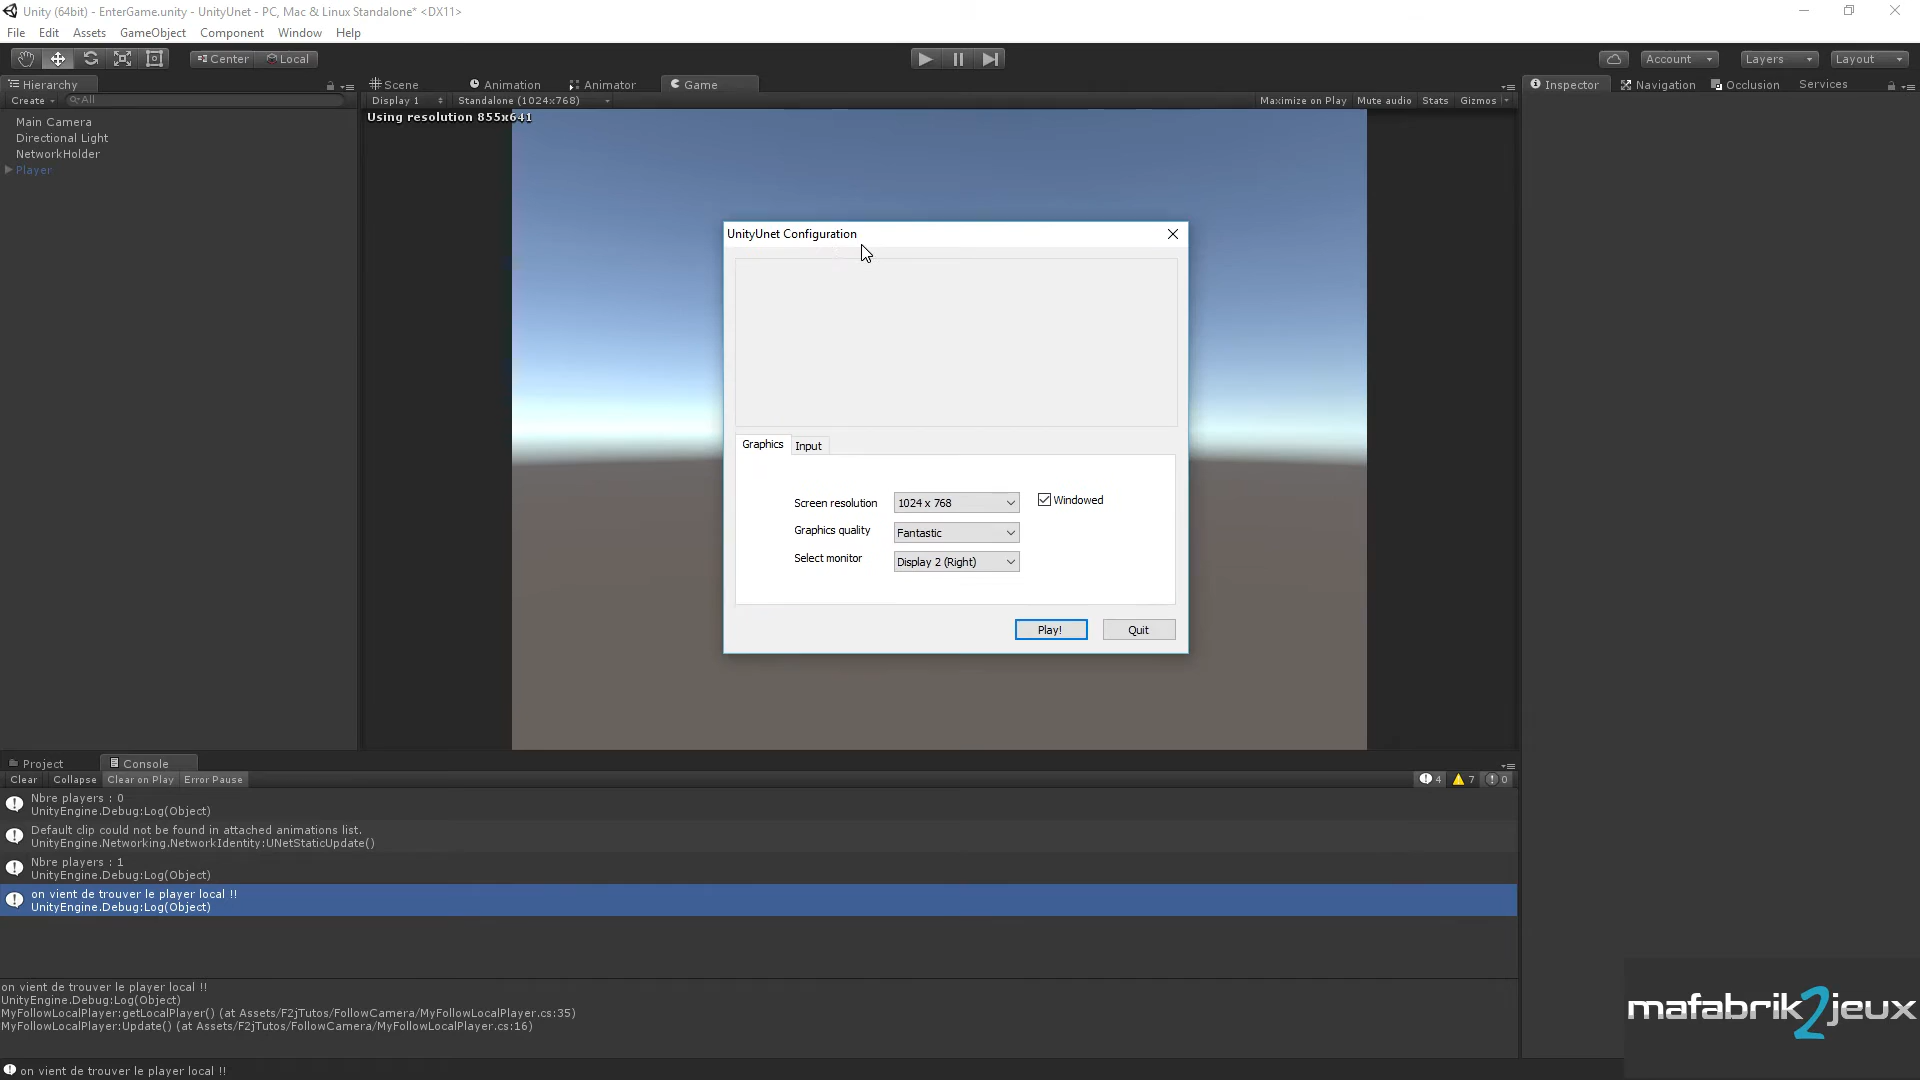 Unity (64bit) - EnterGame.unity - UnityUnet - PC, Mac & Linux Standalone* <DX11>
File Edit Assets GameObject Component Window Help
Center Local
Account Layers Layout
Hierarchy
Create All
Main Camera
Directional Light
NetworkHolder
Player
Scene Animation Animator Game
Display 1 Standalone (1024x768) Maximize on Play Mute audio Stats Gizmos
Using resolution 855x641
Inspector Navigation Occlusion Services
UnityUnet Configuration
Graphics Input
Screen resolution 1024 x 768 Windowed
Graphics quality Fantastic
Select monitor Display 2 (Right)
Play! Quit
Project Console
Clear Collapse Clear on Play Error Pause 4 7 0
Nbre players : 0
UnityEngine.Debug:Log(Object)
Default clip could not be found in attached animations list.
UnityEngine.Networking.NetworkIdentity:UNetStaticUpdate()
Nbre players : 1
UnityEngine.Debug:Log(Object)
on vient de trouver le player local !!
UnityEngine.Debug:Log(Object)
on vient de trouver le player local !!
UnityEngine.Debug:Log(Object)
MyFollowLocalPlayer:getLocalPlayer() (at Assets/F2jTutos/FollowCamera/MyFollowLocalPlayer.cs:35)
MyFollowLocalPlayer:Update() (at Assets/F2jTutos/FollowCamera/MyFollowLocalPlayer.cs:16)
on vient de trouver le player local !!
mafabrik2jeux